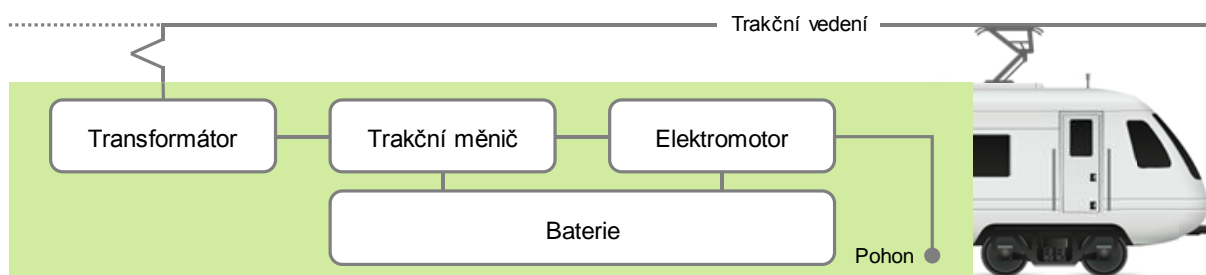 Trakční vedení
Transformátor
Trakční měnič
Elektromotor
Baterie
Pohon